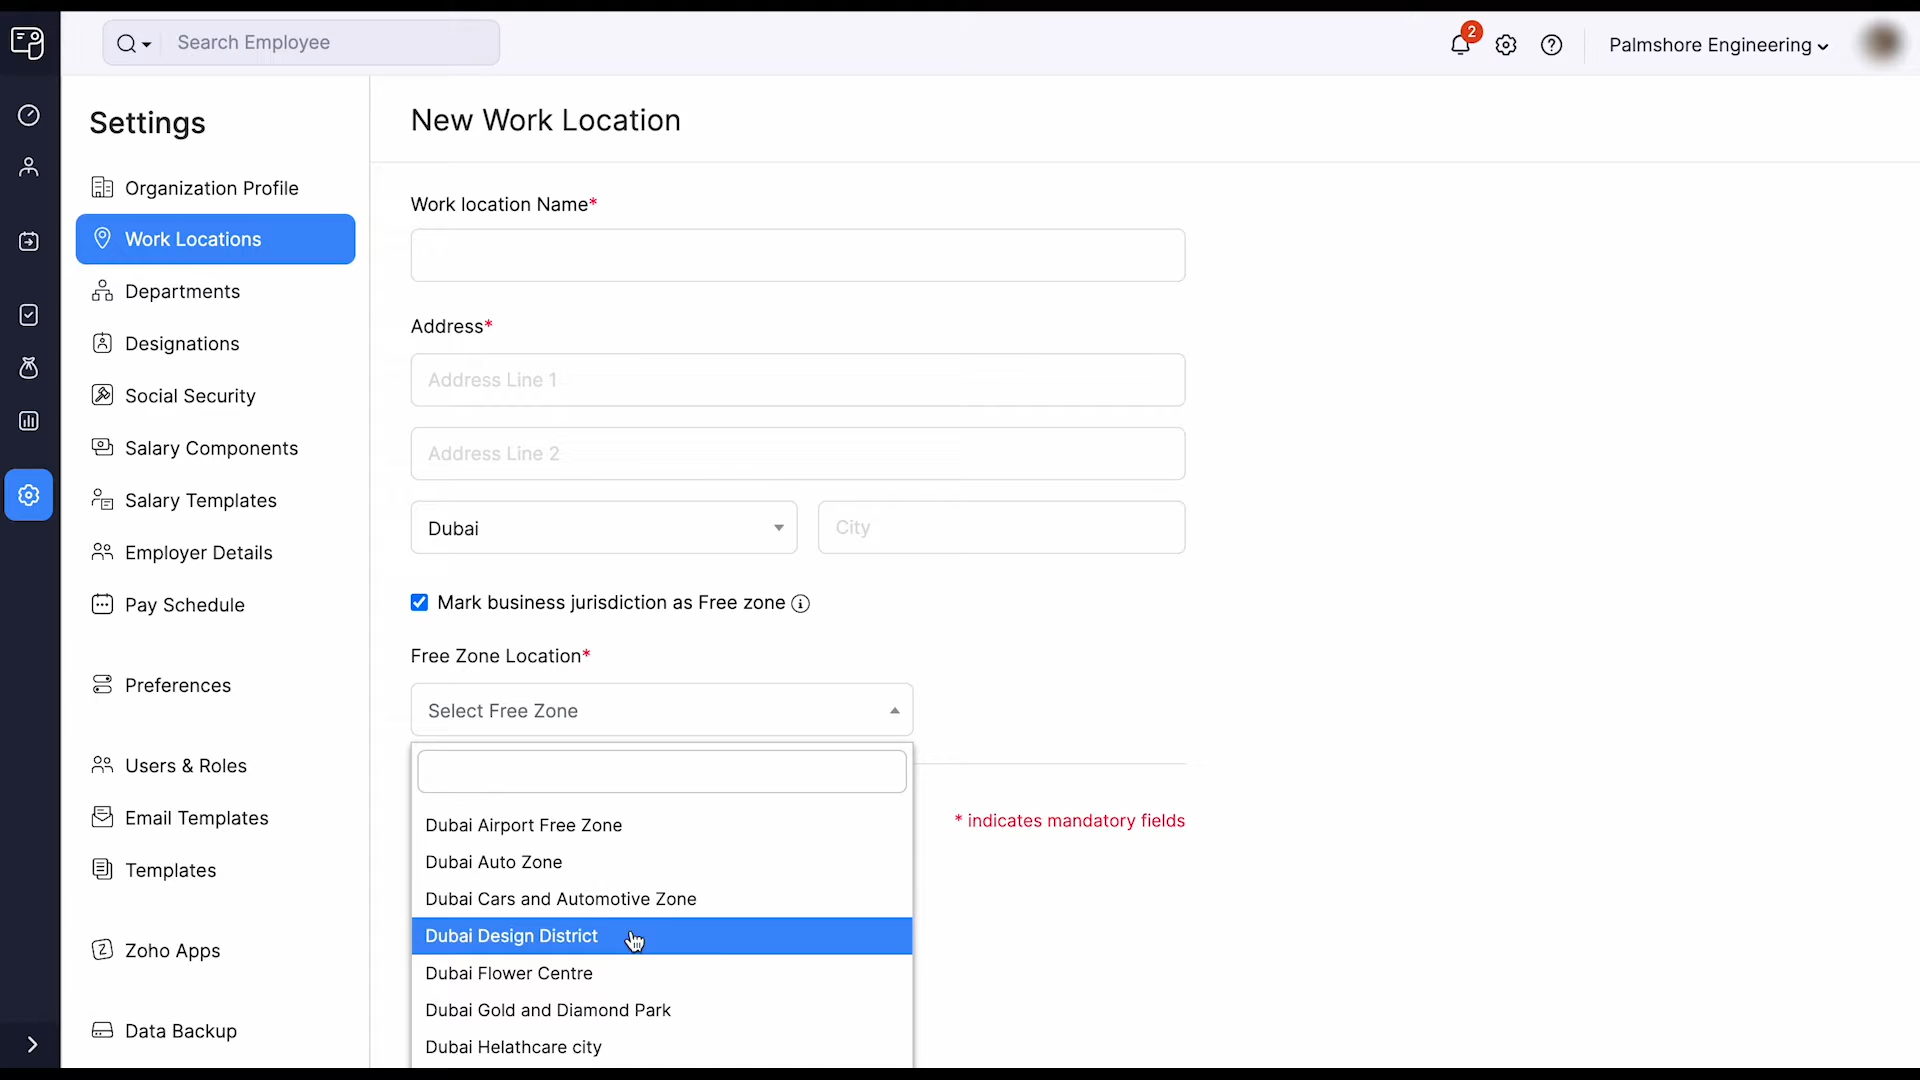 Search Employee
2
Palmshore Engineering
Settings
Organization Profile
Work Locations
Departments
Designations
Social Security
Salary Components
Salary Templates
Employer Details
Pay Schedule
Preferences
Users & Roles
Email Templates
Templates
Zoho Apps
Data Backup
New Work Location
Work location Name*
Address*
Address Line 1
Address Line 2
Dubai
City
Mark business jurisdiction as Free zone
Free Zone Location*
Select Free Zone
Dubai Airport Free Zone
Dubai Auto Zone
Dubai Cars and Automotive Zone
Dubai Design District
Dubai Flower Centre
Dubai Gold and Diamond Park
Dubai Helathcare city
* indicates mandatory fields